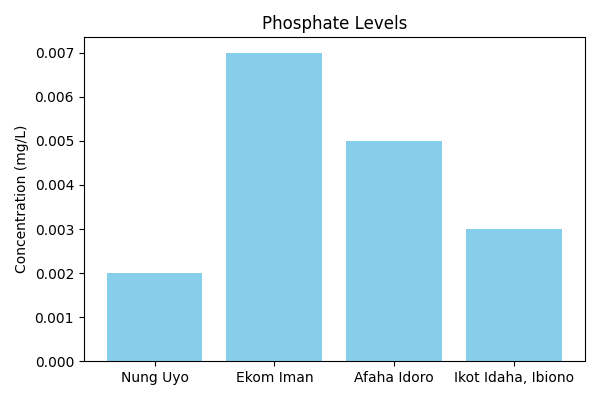 Phosphate Levels
Concentration (mg/L)
0.007
0.006
0.005
0.004
0.003
0.002
0.001
0.000
Nung Uyo
Ekom Iman
Afaha Idoro
Ikot Idaha, Ibiono